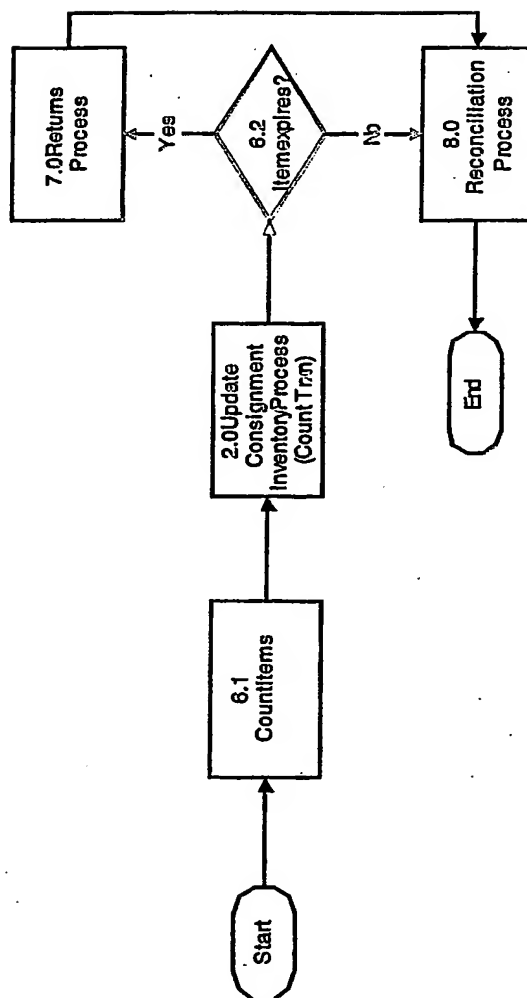 Start
6.1
CountItems
2.0Update
Consignment
InventoryProcess
(Count Trxn)
6.2
Itemexpires?
Yes
No
7.0Returns
Process
8.0
Reconciliation
Process
End